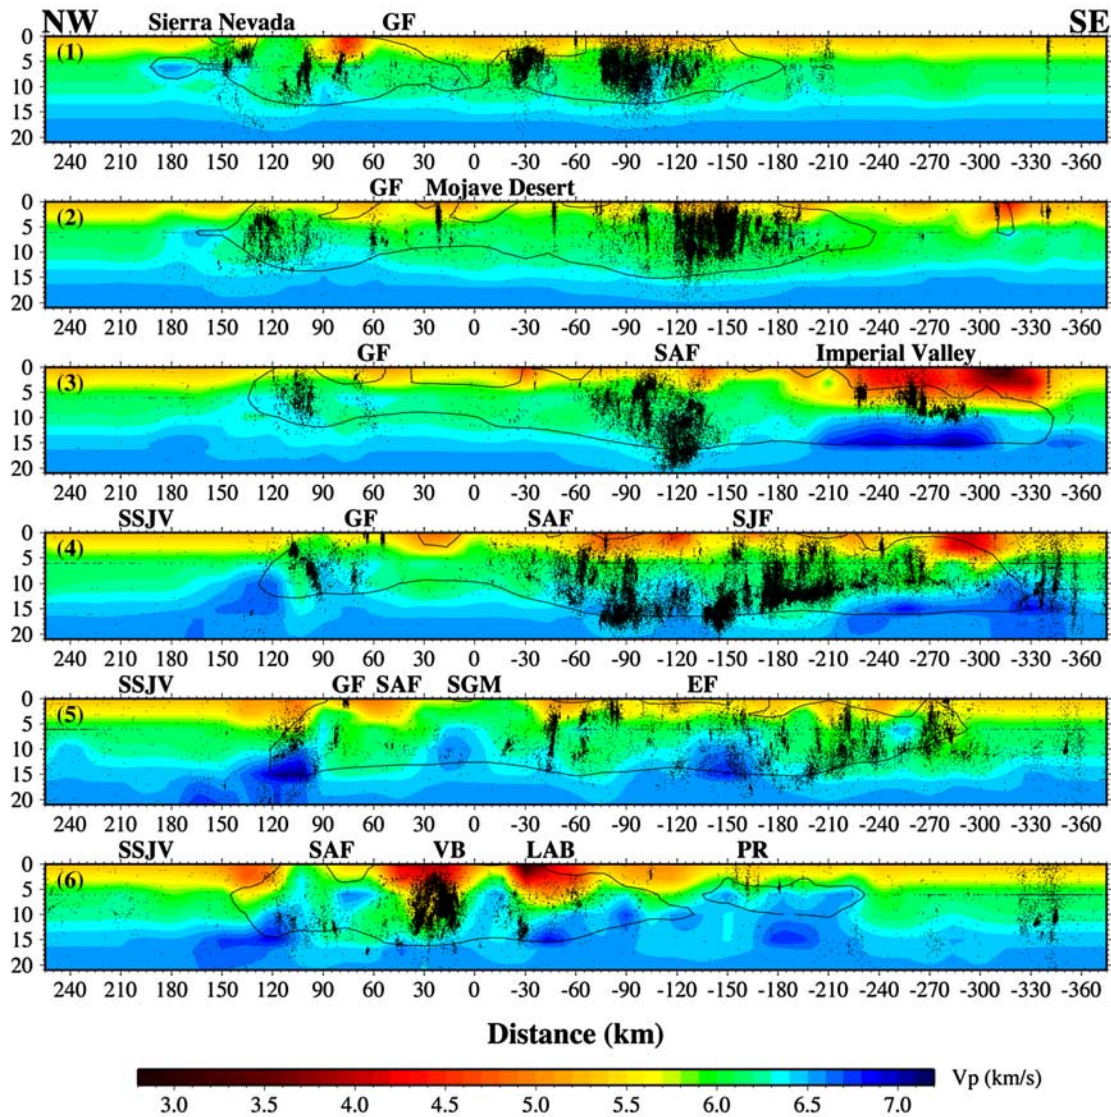 NW Sierra Nevada GF SE
0
(1)
5
10
15
20
240 210 180 150 120 90 60 30 0 -30 -60 -90 -120 -150 -180 -210 -240 -270 -300 -330 -360
GF Mojave Desert
0
(2)
5
10
15
20
240 210 180 150 120 90 60 30 0 -30 -60 -90 -120 -150 -180 -210 -240 -270 -300 -330 -360
GF SAF Imperial Valley
0
(3)
5
10
15
20
240 210 180 150 120 90 60 30 0 -30 -60 -90 -120 -150 -180 -210 -240 -270 -300 -330 -360
SSJV GF SAF SJF
0
(4)
5
10
15
20
240 210 180 150 120 90 60 30 0 -30 -60 -90 -120 -150 -180 -210 -240 -270 -300 -330 -360
SSJV GF SAF SGM EF
0
(5)
5
10
15
20
240 210 180 150 120 90 60 30 0 -30 -60 -90 -120 -150 -180 -210 -240 -270 -300 -330 -360
SSJV SAF VB LAB PR
0
(6)
5
10
15
20
240 210 180 150 120 90 60 30 0 -30 -60 -90 -120 -150 -180 -210 -240 -270 -300 -330 -360
Distance (km)
Vp (km/s)
3.0 3.5 4.0 4.5 5.0 5.5 6.0 6.5 7.0